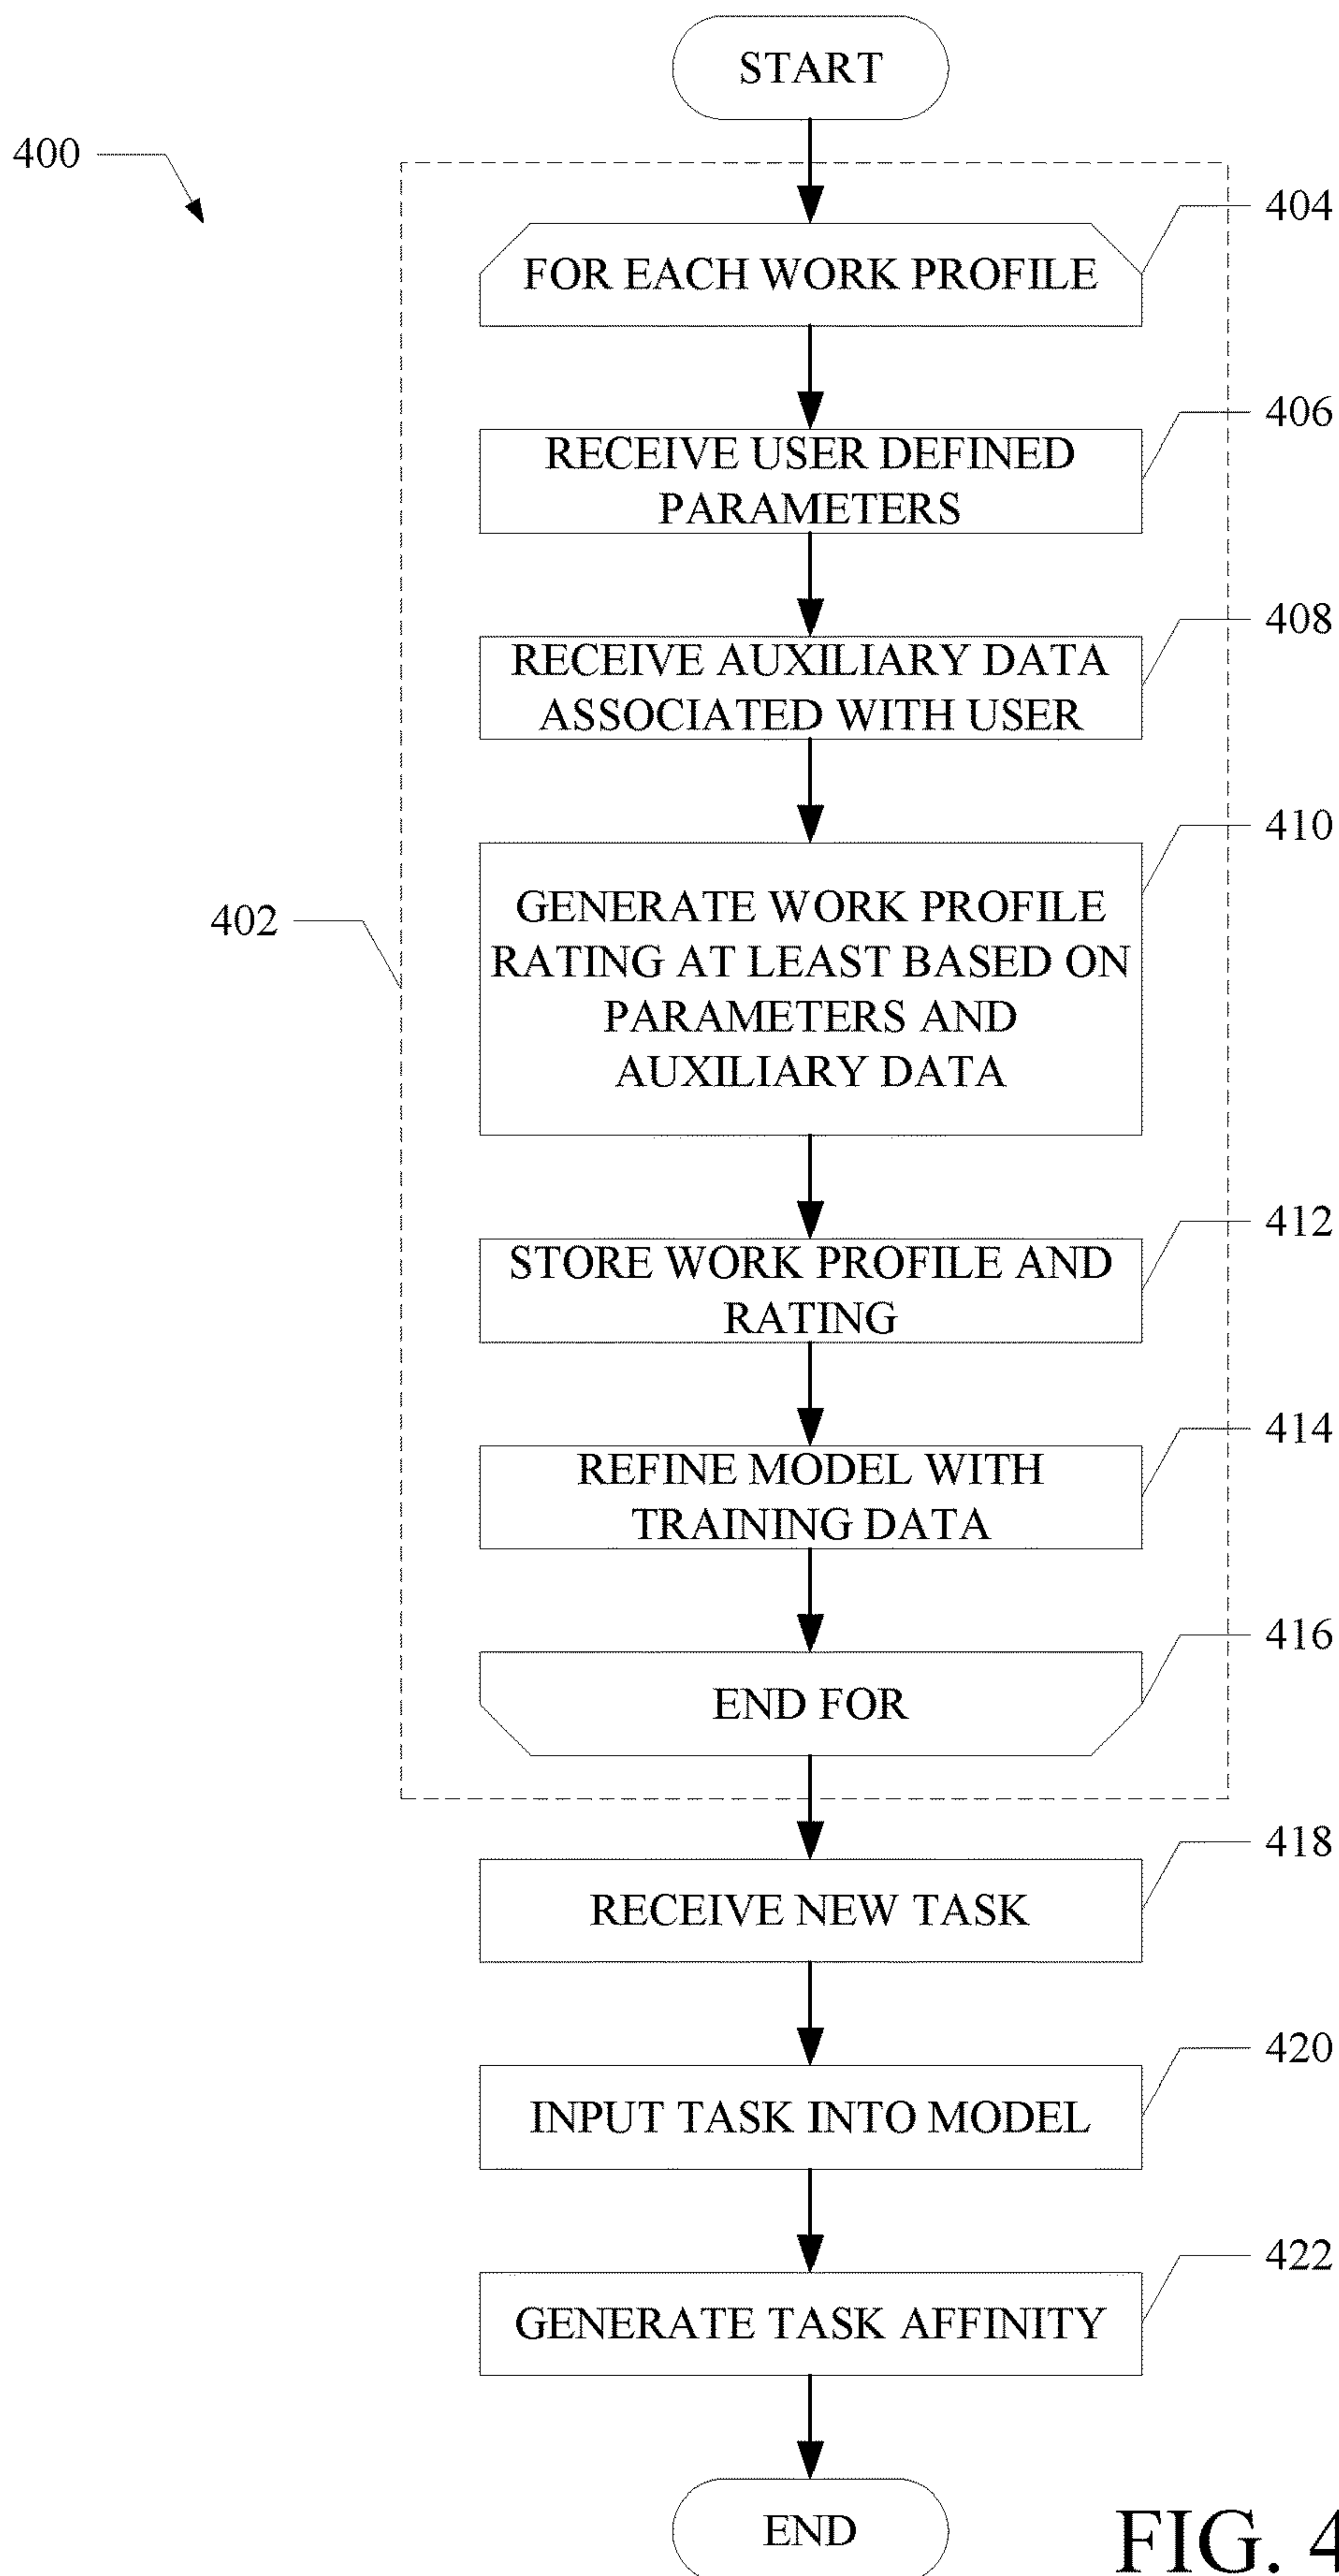 START
400
404
FOR EACH WORK PROFILE
406
RECEIVE USER DEFINED
PARAMETERS
408
RECEIVE AUXILIARY DATA
ASSOCIATED WITH USER
410
GENERATE WORK PROFILE
402
RATING AT LEAST BASED ON
PARAMETERS AND
AUXILIARY DATA
412
STORE WORK PROFILE AND
RATING
414
REFINE MODEL WITH
TRAINING DATA
416
END FOR
418
RECEIVE NEW TASK
420
INPUT TASK INTO MODEL
422
GENERATE TASK AFFINITY
END
FIG. 4